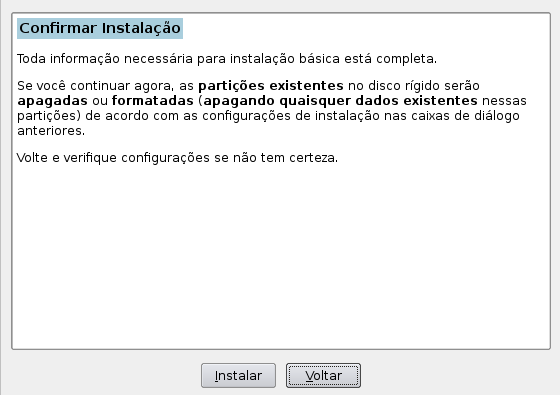 Confirmar Instalação
Toda informação necessária para instalação básica está completa.
Se você continuar agora, as partições existentes no disco rígido serão
apagadas ou formatadas (apagando quaisquer dados existentes nessas
partições) de acordo com as configurações de instalação nas caixas de diálogo
anteriores.
Volte e verifique configurações se não tem certeza.
Instalar
Voltar